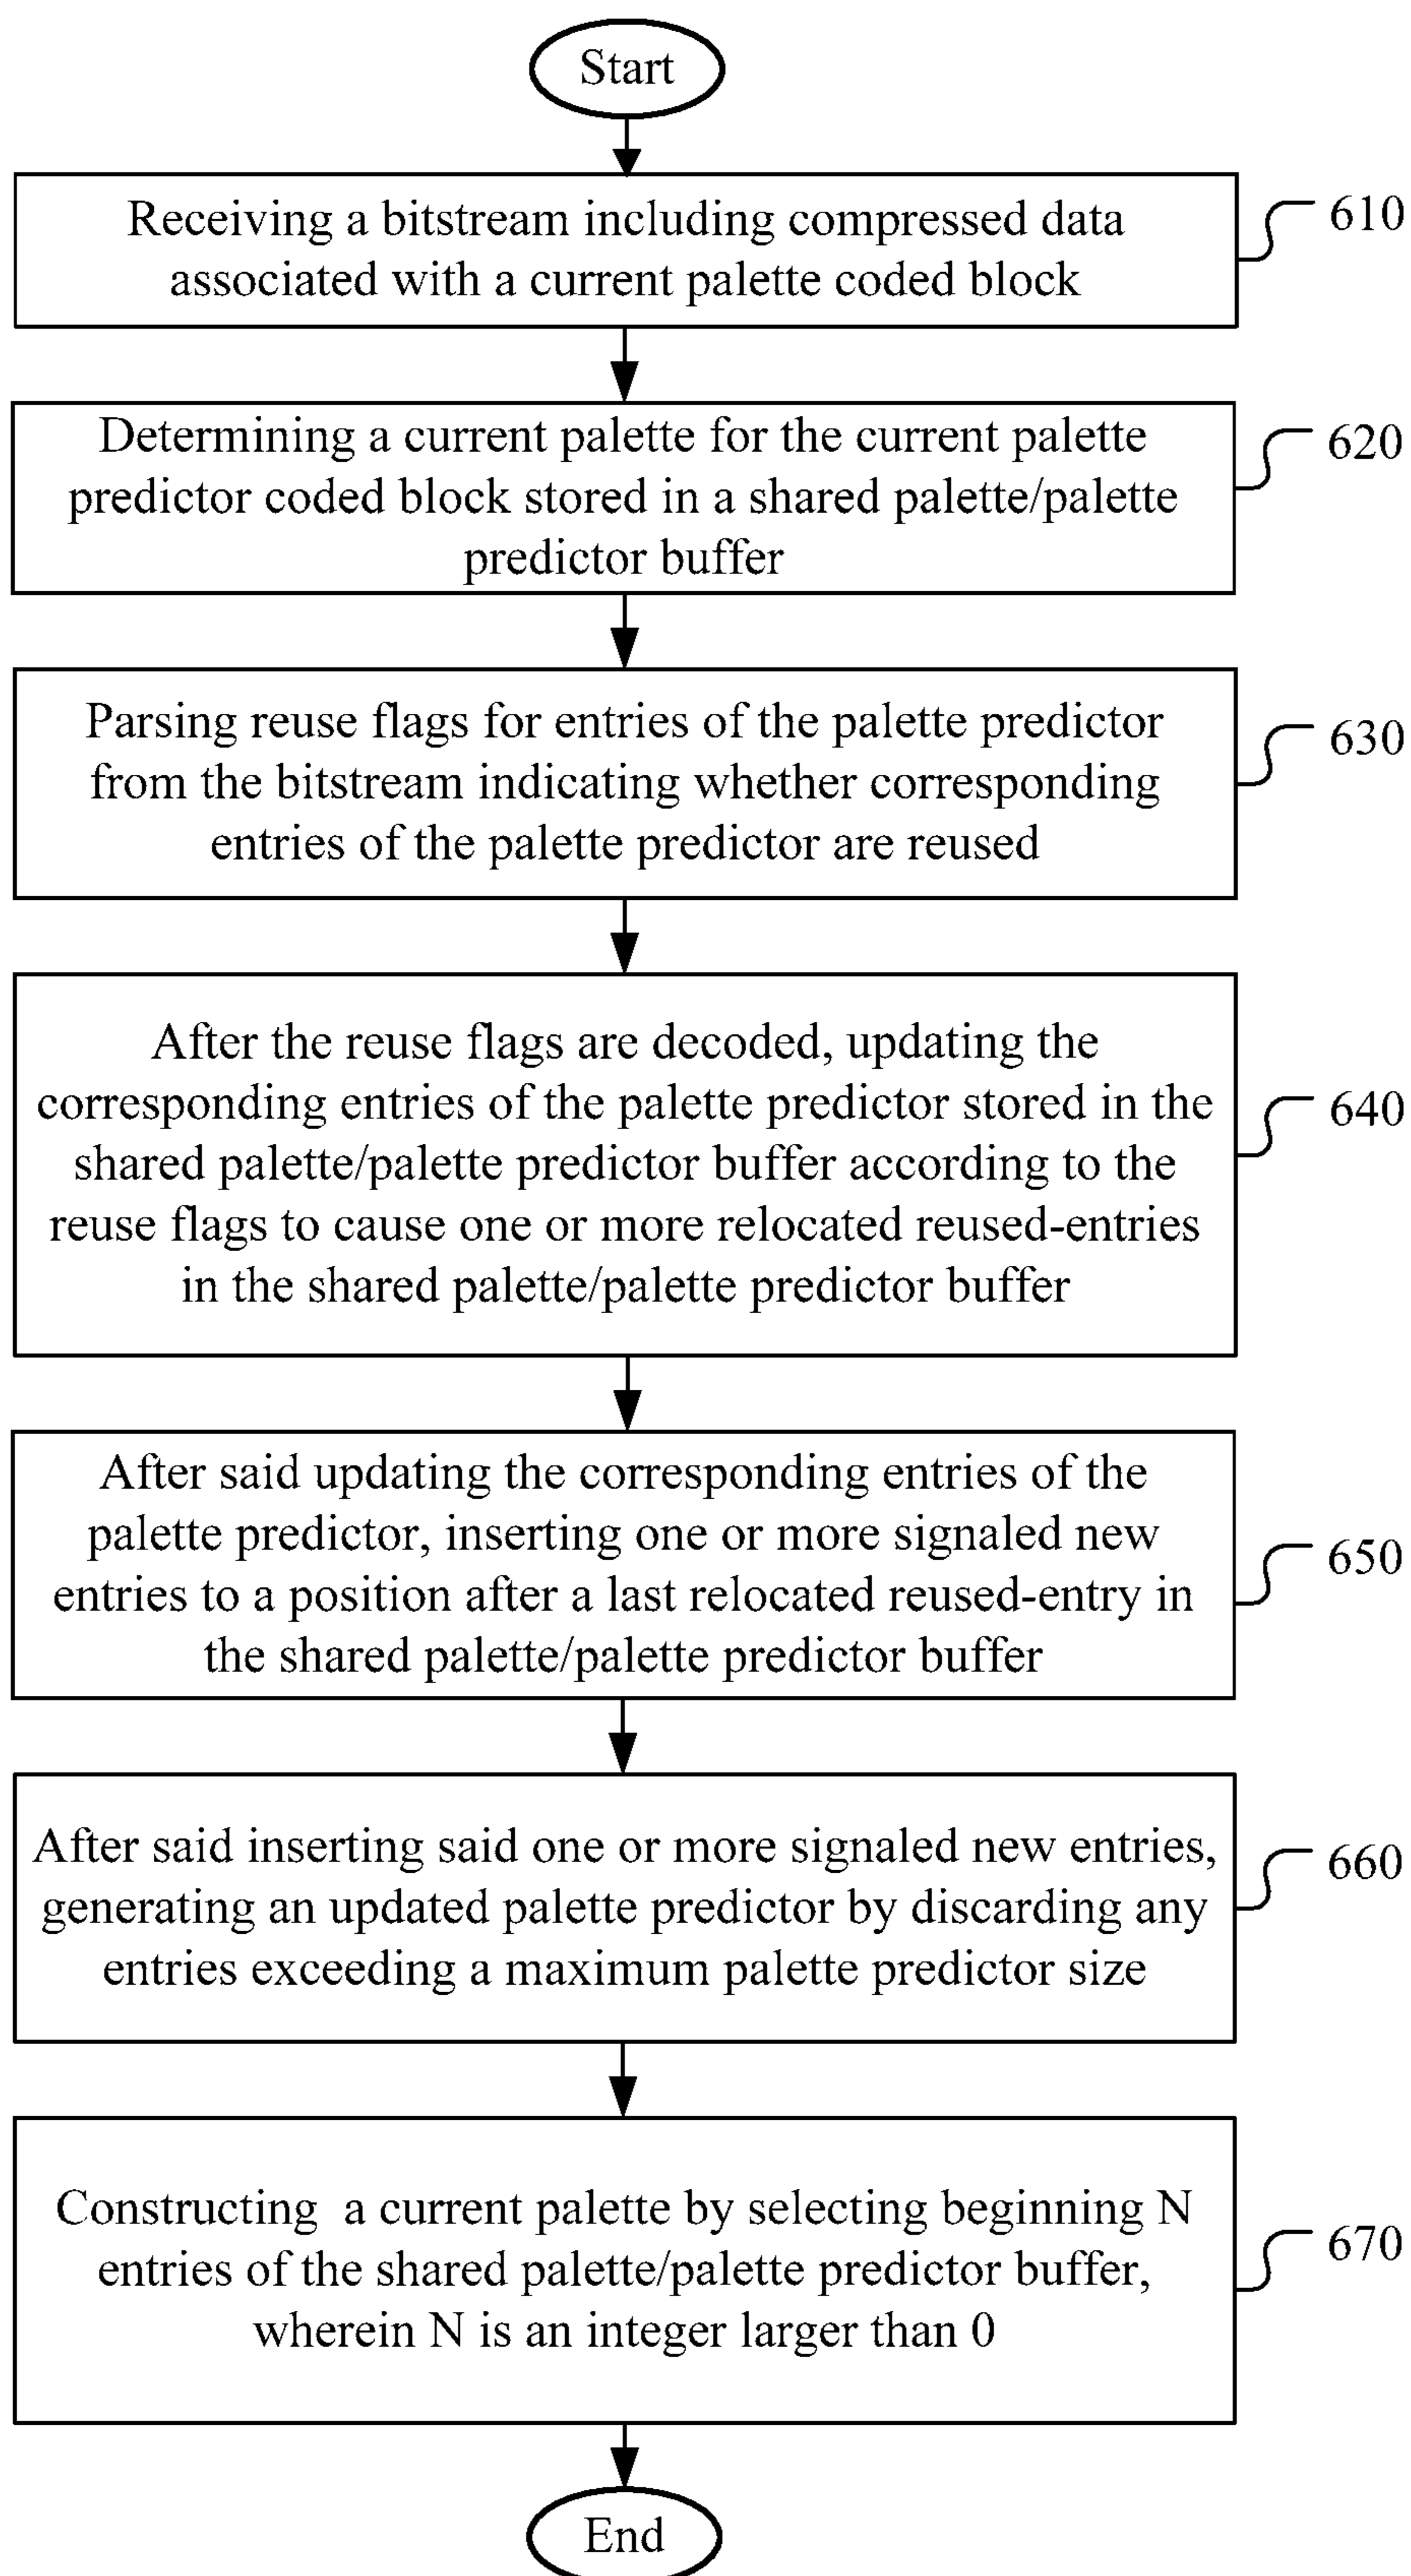 Start
Receiving a bitstream including compressed data
associated with a current palette coded block
610
Determining a current palette for the current palette
predictor coded block stored in a shared palette/palette
predictor buffer
620
Parsing reuse flags for entries of the palette predictor
from the bitstream indicating whether corresponding
entries of the palette predictor are reused
630
After the reuse flags are decoded, updating the
corresponding entries of the palette predictor stored in the
shared palette/palette predictor buffer according to the
reuse flags to cause one or more relocated reused-entries
in the shared palette/palette predictor buffer
640
After said updating the corresponding entries of the
palette predictor, inserting one or more signaled new
entries to a position after a last relocated reused-entry in
the shared palette/palette predictor buffer
650
After said inserting said one or more signaled new entries,
generating an updated palette predictor by discarding any
entries exceeding a maximum palette predictor size
660
Constructing a current palette by selecting beginning N
entries of the shared palette/palette predictor buffer,
wherein N is an integer larger than 0
670
End